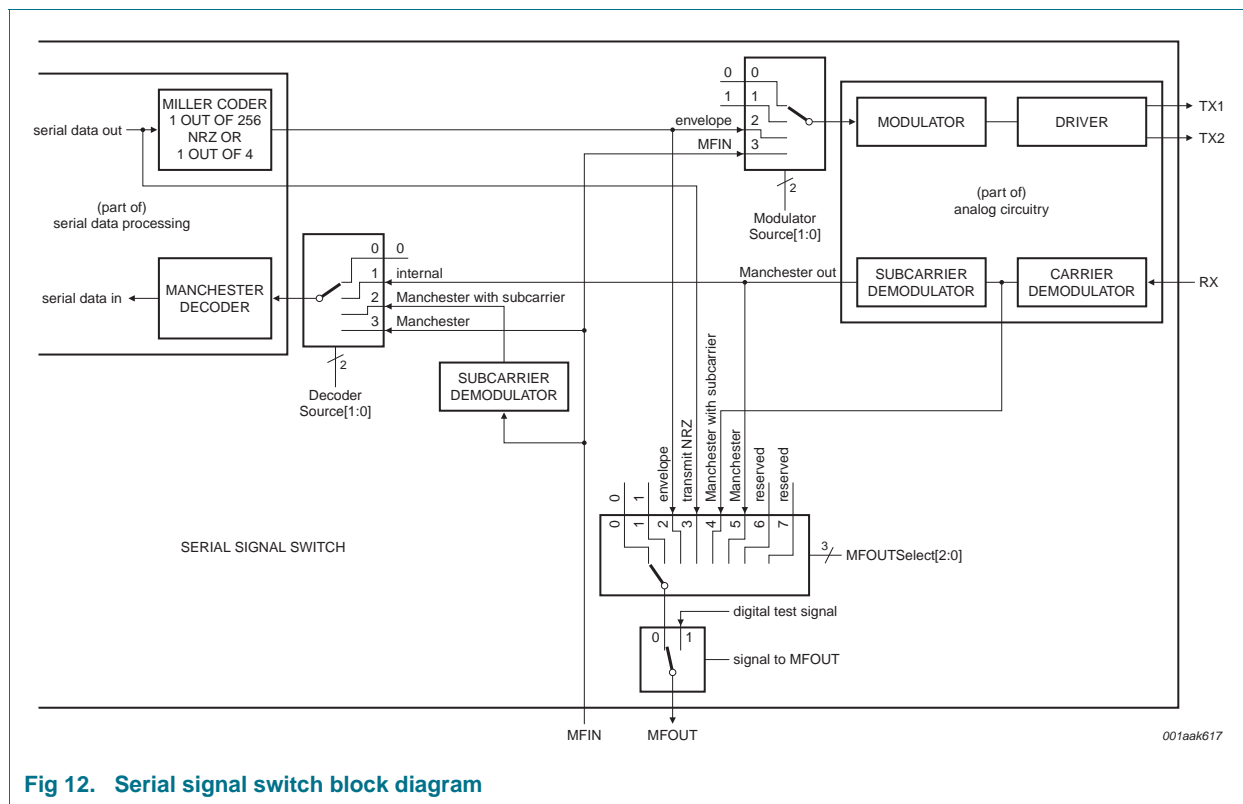 MILLER CODER
1 OUT OF 256
NRZ OR
1 OUT OF 4
serial data out
(part of)
serial data processing
serial data in
MANCHESTER
DECODER
0 0
1 internal
2 Manchester with subcarrier
3 Manchester
2
Decoder
Source[1:0]
SUBCARRIER
DEMODULATOR
0 0
1 1
envelope 2
MFIN 3
2
Modulator
Source[1:0]
MODULATOR
DRIVER
TX1
TX2
(part of)
analog circuitry
Manchester out
SUBCARRIER
DEMODULATOR
CARRIER
DEMODULATOR
RX
0 0
1 1
envelope 2
transmit NRZ 3
Manchester with subcarrier 4
Manchester 5
reserved 6
reserved 7
3
MFOUTSelect[2:0]
SERIAL SIGNAL SWITCH
digital test signal
0 1
signal to MFOUT
MFIN
MFOUT
001aak617
Fig 12. Serial signal switch block diagram